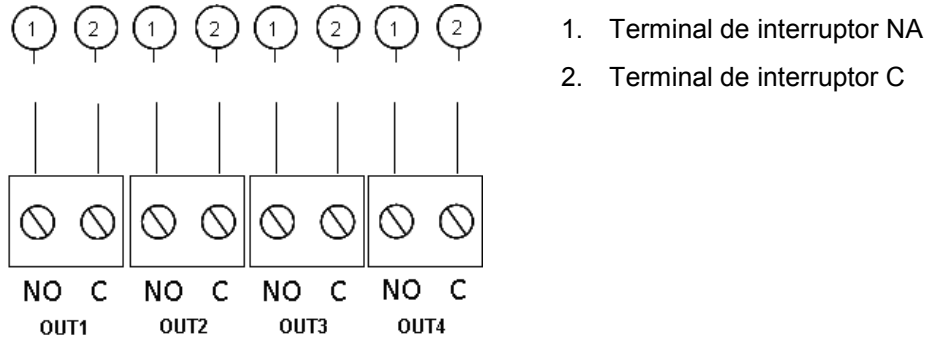 1 2 1 2 1 2 1 2
1. Terminal de interruptor NA
2. Terminal de interruptor C
NO C NO C NO C NO C
OUT1 OUT2 OUT3 OUT4